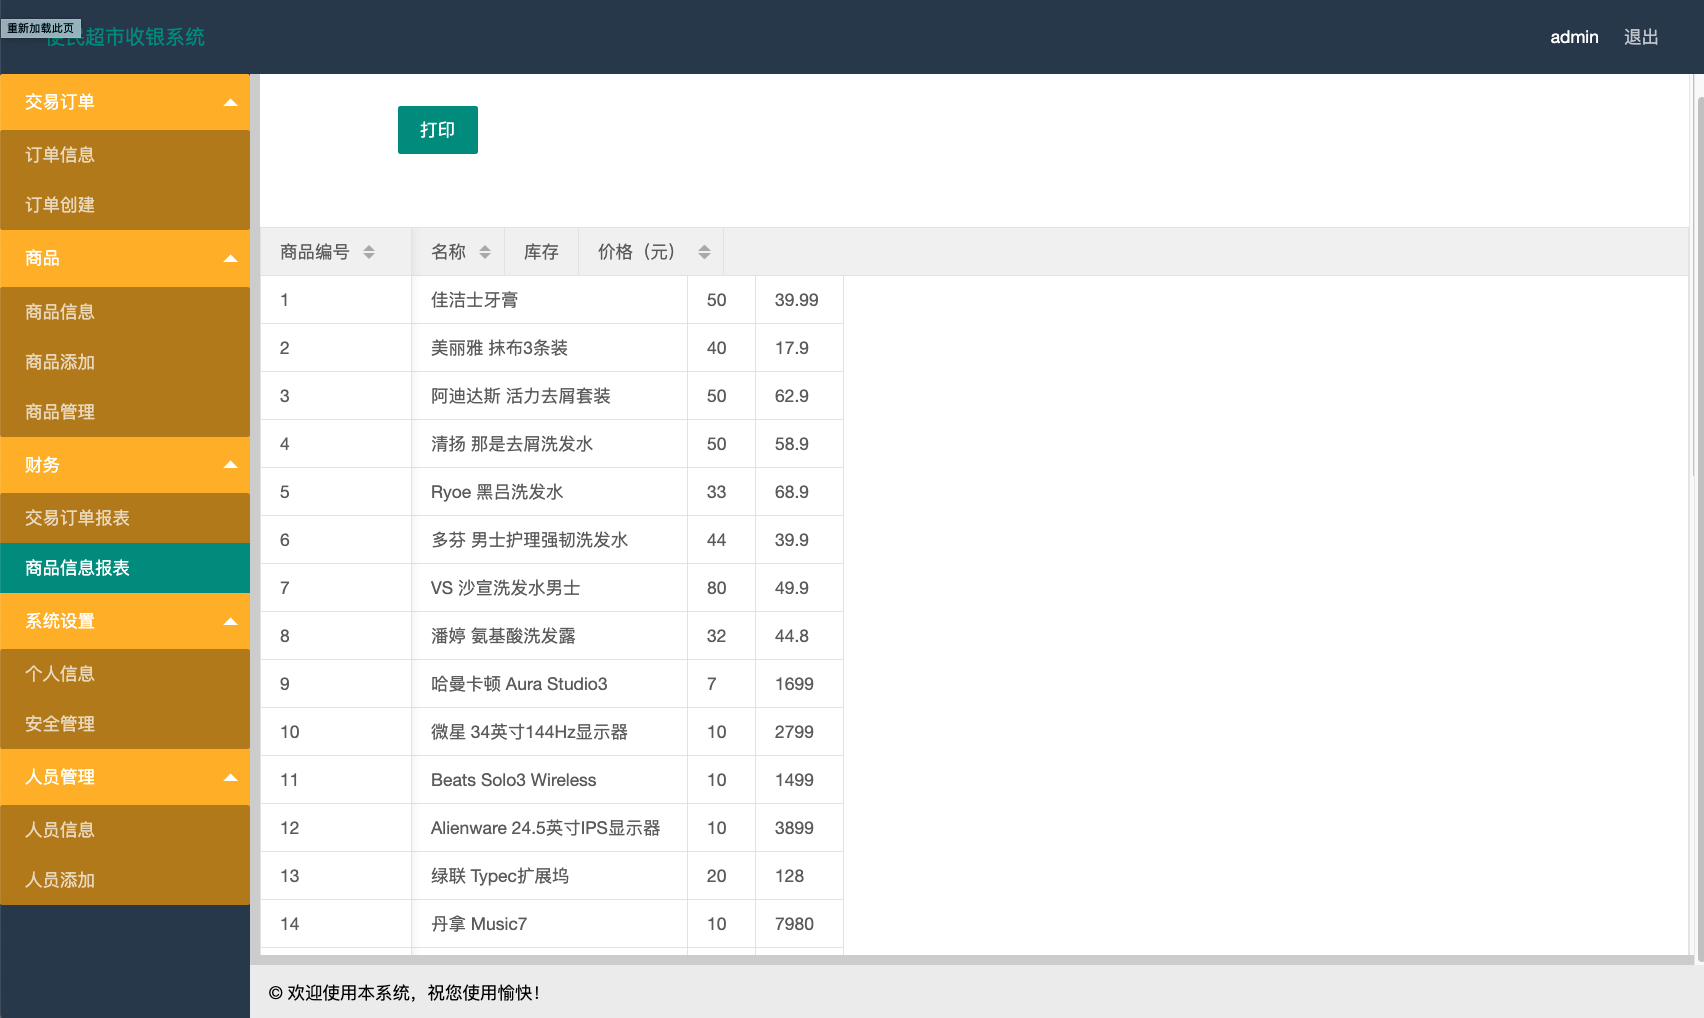 重新加载此页
便民超市收银系统
admin 退出
交易订单
订单信息
订单创建
商品
商品信息
商品添加
商品管理
财务
交易订单报表
商品信息报表
系统设置
个人信息
安全管理
人员管理
人员信息
人员添加
打印
商品编号 名称 库存 价格（元）
1 佳洁士牙膏 50 39.99
2 美丽雅 抹布3条装 40 17.9
3 阿迪达斯 活力去屑套装 50 62.9
4 清扬 那是去屑洗发水 50 58.9
5 Ryoe 黑吕洗发水 33 68.9
6 多芬 男士护理强韧洗发水 44 39.9
7 VS 沙宣洗发水男士 80 49.9
8 潘婷 氨基酸洗发露 32 44.8
9 哈曼卡顿 Aura Studio3 7 1699
10 微星 34英寸144Hz显示器 10 2799
11 Beats Solo3 Wireless 10 1499
12 Alienware 24.5英寸IPS显示器 10 3899
13 绿联 Typec扩展坞 20 128
14 丹拿 Music7 10 7980
© 欢迎使用本系统，祝您使用愉快！